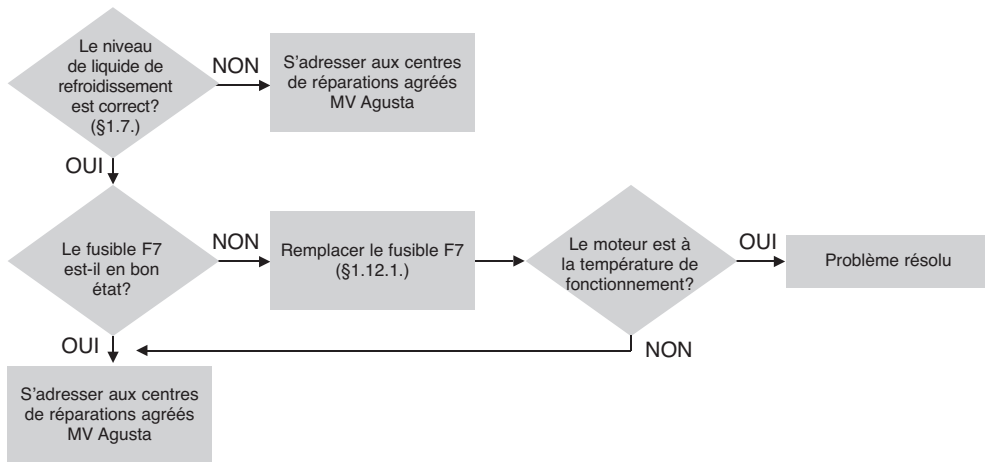 Le niveau
de liquide de
refroidissement
est correct?
(§1.7.)
NON
S'adresser aux centres
de réparations agréés
MV Agusta
OUI
Le fusible F7
est-il en bon
état?
NON
Remplacer le fusible F7
(§1.12.1.)
Le moteur est à
la température de
fonctionnement?
OUI
Problème résolu
OUI
NON
S'adresser aux centres
de réparations agréés
MV Agusta